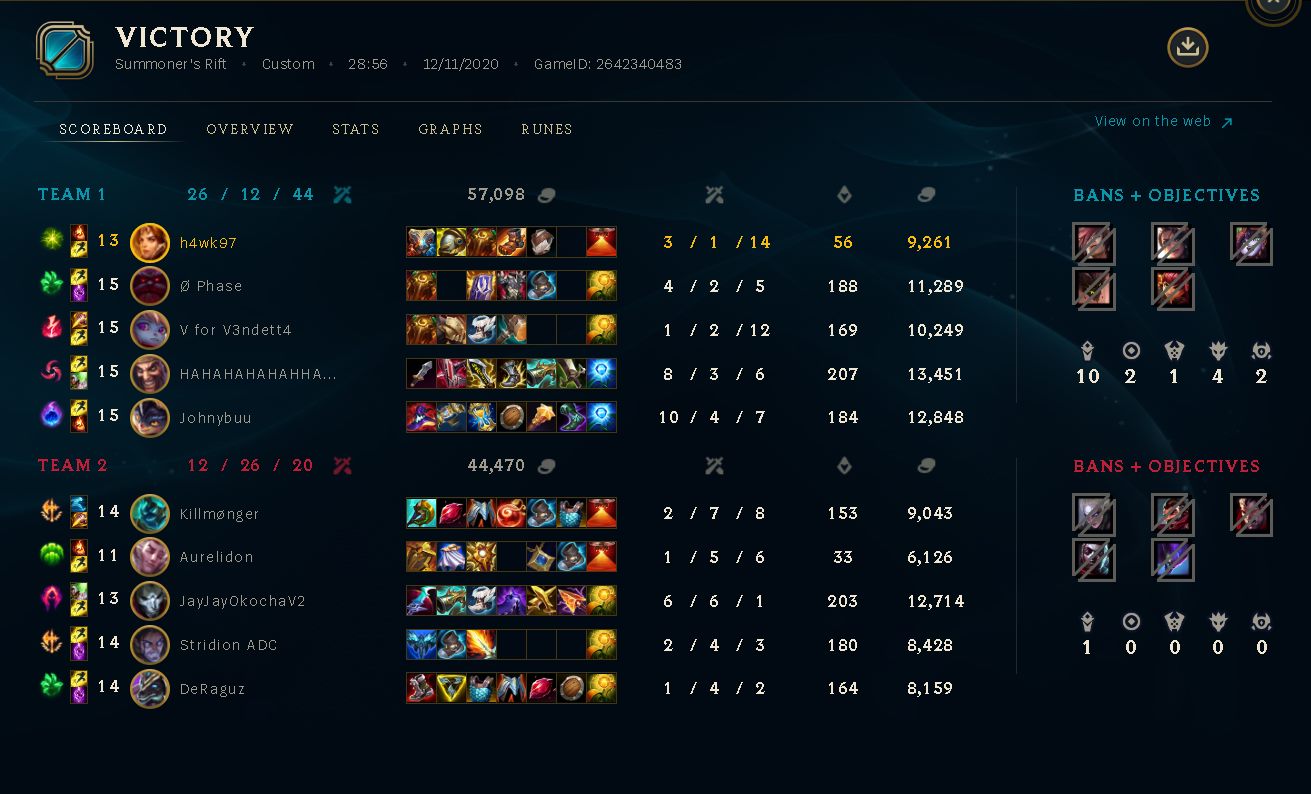 VICTORY
Summoner's Rift • Custom • 28:56 • 12/11/2020 • GameID: 2642340483
SCOREBOARD OVERVIEW STATS GRAPHS RUNES View on the web
TEAM 1 26 / 12 / 44 57,098 BANS + OBJECTIVES
13 h4wk97 3 / 1 / 14 56 9,261
15 Ø Phase 4 / 2 / 5 188 11,289
15 V for V3ndett4 1 / 2 / 12 169 10,249
15 HAHAHAHAHAHHA... 8 / 3 / 6 207 13,451
10 2 1 4 2
15 Johnybuu 10 / 4 / 7 184 12,848
TEAM 2 12 / 26 / 20 44,470 BANS + OBJECTIVES
14 Killmønger 2 / 7 / 8 153 9,043
11 Aurelidon 1 / 5 / 6 33 6,126
13 JayJayOkochaV2 6 / 6 / 1 203 12,714
14 Stridion ADC 2 / 4 / 3 180 8,428
1 0 0 0 0
14 DeRaguz 1 / 4 / 2 164 8,159